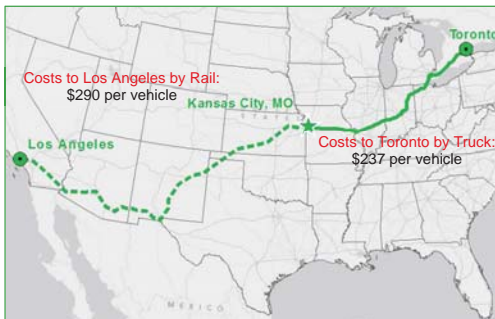 Toronto
Costs to Los Angeles by Rail:
$290 per vehicle
Kansas City, MO
STATES
Costs to Toronto by Truck:
$237 per vehicle
Los Angeles
MEXICO